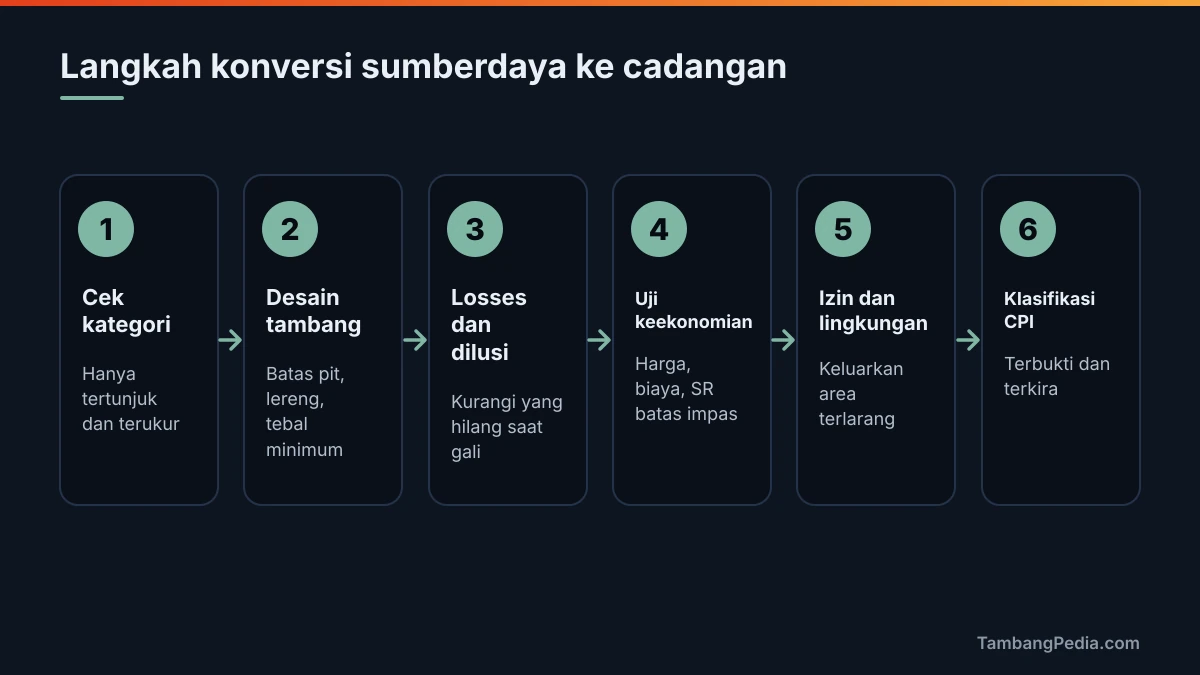 Langkah konversi sumberdaya ke cadangan
1
Cek
kategori
Hanya
tertunjuk
dan terukur
2
Desain
tambang
Batas pit,
lereng,
tebal
minimum
3
Losses
dan
dilusi
Kurangi yang
hilang saat
gali
4
Uji
keekonomian
Harga,
biaya, SR
batas impas
5
Izin dan
lingkungan
Keluarkan
area
terlarang
6
Klasifikasi
CPI
Terbukti dan
terkira
TambangPedia.com